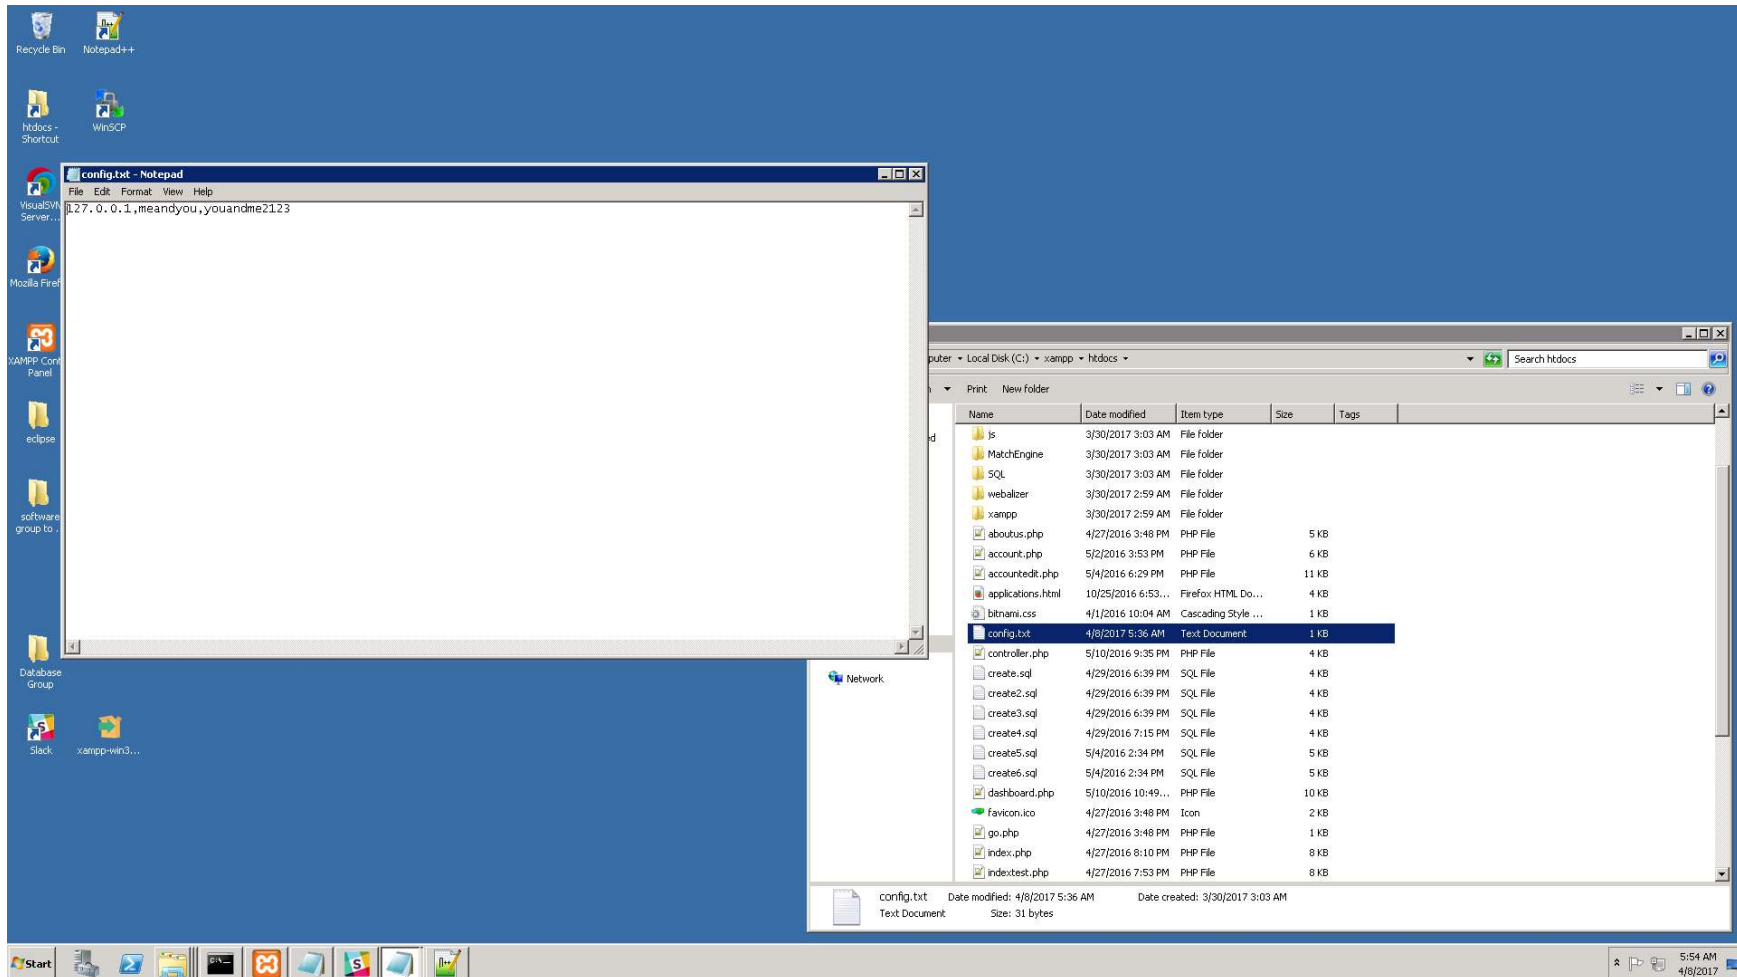 Recycle Bin
Notepad++
htdocs -
Shortcut
WinSCP
VisualSVN
Server...
Mozilla Firef
XAMPP Cont
Panel
eclipse
software
group to .
Database
Group
Slack
xampp-win3...
config.txt - Notepad
File Edit Format View Help
127.0.0.1,meandyou,youandme2123
puter ▾ Local Disk (C:) ▾ xampp ▾ htdocs ▾
Search htdocs
Print New folder
Name Date modified Item type Size Tags
js 3/30/2017 3:03 AM File folder
MatchEngine 3/30/2017 3:03 AM File folder
SQL 3/30/2017 3:03 AM File folder
webalizer 3/30/2017 2:59 AM File folder
xampp 3/30/2017 2:59 AM File folder
aboutus.php 4/27/2016 3:48 PM PHP File 5 KB
account.php 5/2/2016 3:53 PM PHP File 6 KB
accountedit.php 5/4/2016 6:29 PM PHP File 11 KB
applications.html 10/25/2016 6:53... Firefox HTML Do... 4 KB
bitnami.css 4/1/2016 10:04 AM Cascading Style ... 1 KB
config.txt 4/8/2017 5:36 AM Text Document 1 KB
controller.php 5/10/2016 9:35 PM PHP File 4 KB
create.sql 4/29/2016 6:39 PM SQL File 4 KB
create2.sql 4/29/2016 6:39 PM SQL File 4 KB
create3.sql 4/29/2016 6:39 PM SQL File 4 KB
create4.sql 4/29/2016 7:15 PM SQL File 4 KB
create5.sql 5/4/2016 2:34 PM SQL File 5 KB
create6.sql 5/4/2016 2:34 PM SQL File 5 KB
dashboard.php 5/10/2016 10:49... PHP File 10 KB
favicon.ico 4/27/2016 3:48 PM Icon 2 KB
go.php 4/27/2016 3:48 PM PHP File 1 KB
index.php 4/27/2016 8:10 PM PHP File 8 KB
indextest.php 4/27/2016 7:53 PM PHP File 8 KB
Network
config.txt Date modified: 4/8/2017 5:36 AM Date created: 3/30/2017 3:03 AM
Text Document Size: 31 bytes
Start
5:54 AM
4/8/2017